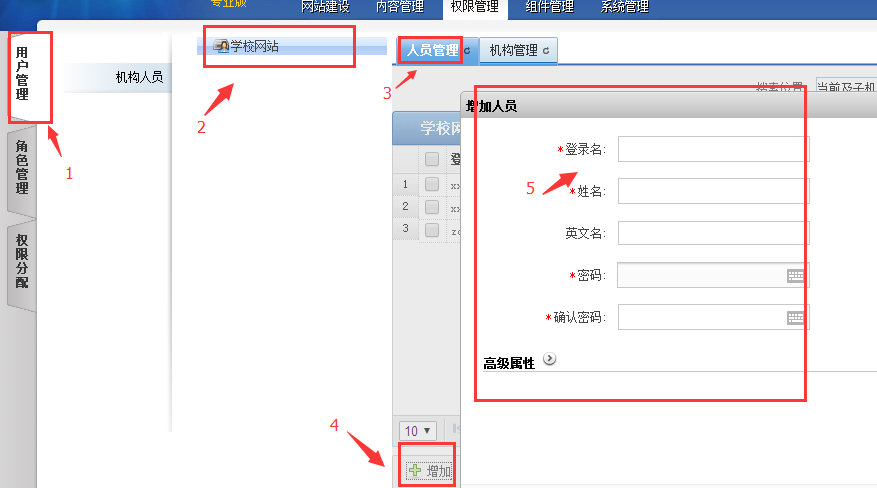 专业版
网站建设 内容管理 权限管理 组件管理 系统管理
用户管理
角色管理
权限分配
机构人员
学校网站
人员管理 机构管理
搜索位置 当前及子机
学校网
登
1 xx
2 xx
3 zc
增加人员
*登录名:
*姓名:
英文名:
*密码:
*确认密码:
高级属性
10
增加
1
2
3
4
5